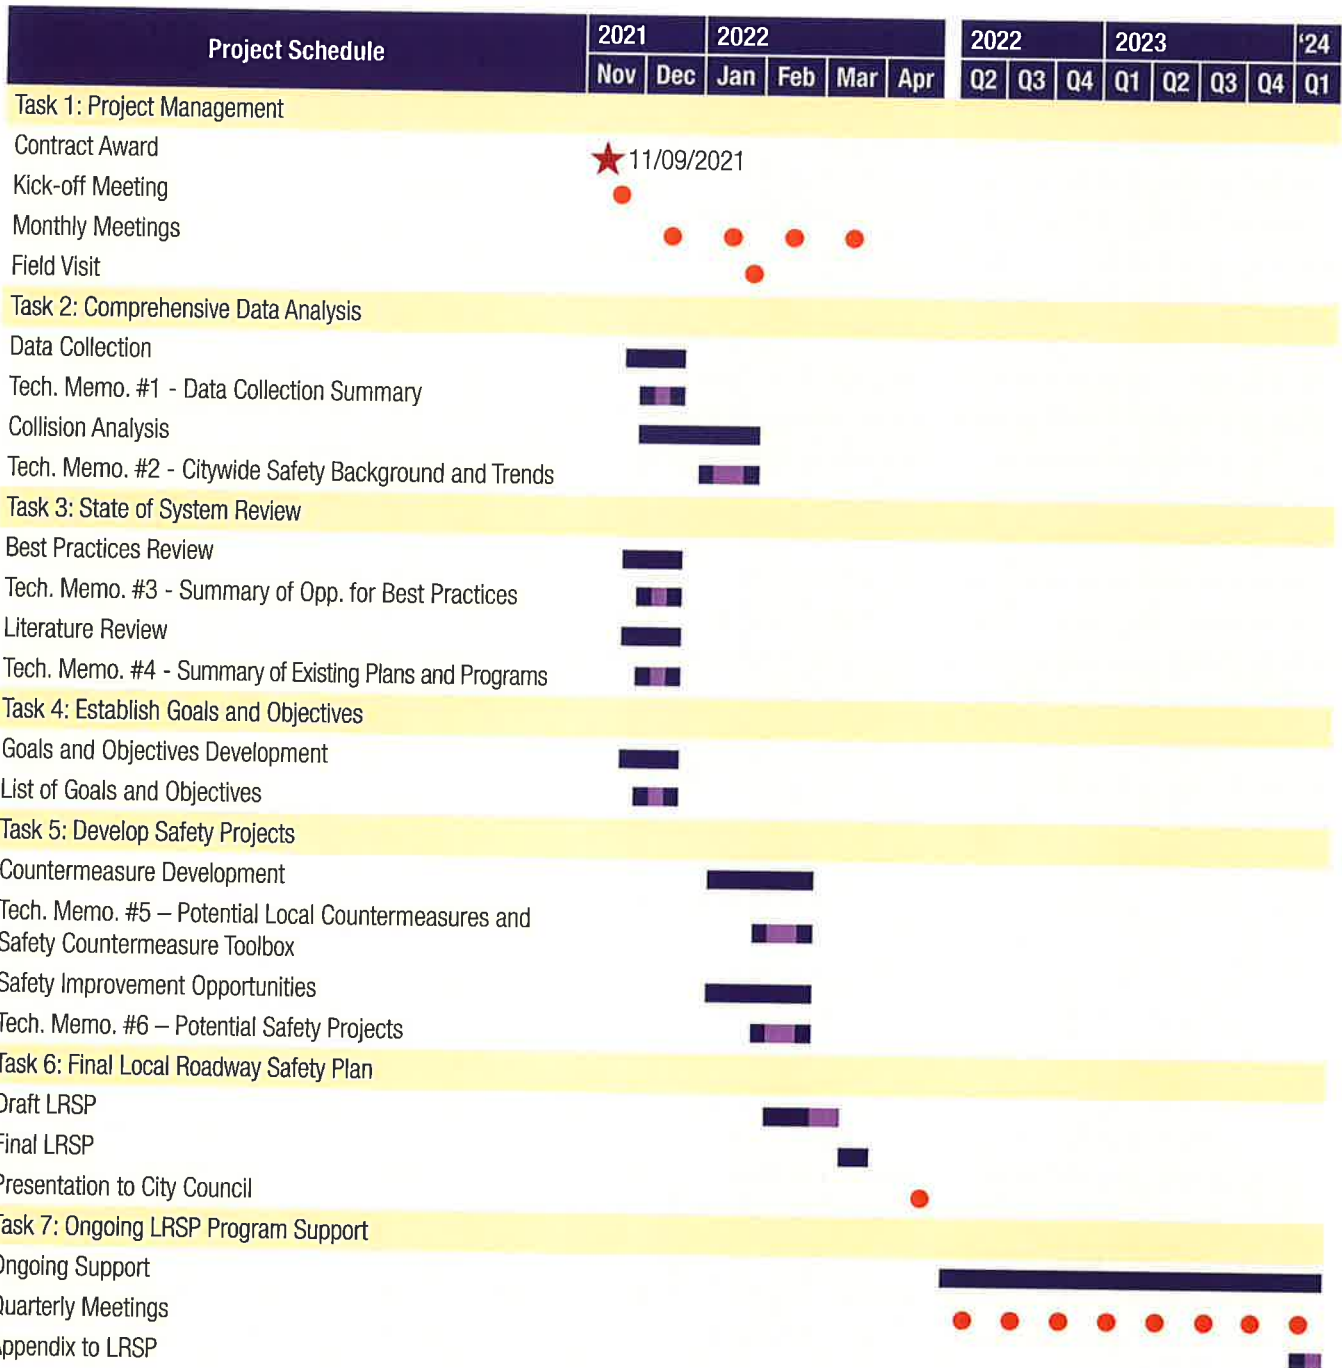 Project Schedule
2021 2022 2022 2023 '24
Nov Dec Jan Feb Mar Apr Q2 Q3 Q4 Q1 Q2 Q3 Q4 Q1
Task 1: Project Management
Contract Award
11/09/2021
Kick-off Meeting
Monthly Meetings
Field Visit
Task 2: Comprehensive Data Analysis
Data Collection
Tech. Memo. #1 - Data Collection Summary
Collision Analysis
Tech. Memo. #2 - Citywide Safety Background and Trends
Task 3: State of System Review
Best Practices Review
Tech. Memo. #3 - Summary of Opp. for Best Practices
Literature Review
Tech. Memo. #4 - Summary of Existing Plans and Programs
Task 4: Establish Goals and Objectives
Goals and Objectives Development
List of Goals and Objectives
Task 5: Develop Safety Projects
Countermeasure Development
Tech. Memo. #5 – Potential Local Countermeasures and
Safety Countermeasure Toolbox
Safety Improvement Opportunities
Tech. Memo. #6 – Potential Safety Projects
Task 6: Final Local Roadway Safety Plan
Draft LRSP
Final LRSP
Presentation to City Council
Task 7: Ongoing LRSP Program Support
Ongoing Support
Quarterly Meetings
Appendix to LRSP